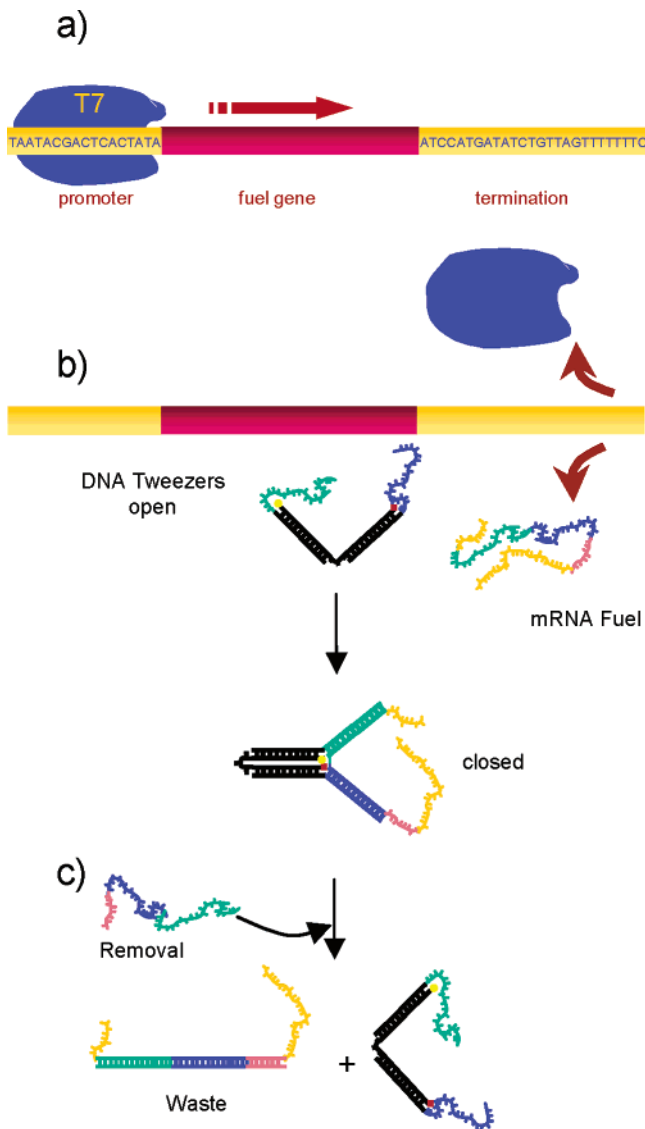 a)
T7
TAATACGACTCACTATA
ATCCATGATATCTGTTAGTTTTTTTC
promoter
fuel gene
termination
b)
DNA Tweezers
open
mRNA Fuel
closed
c)
Removal
+
Waste